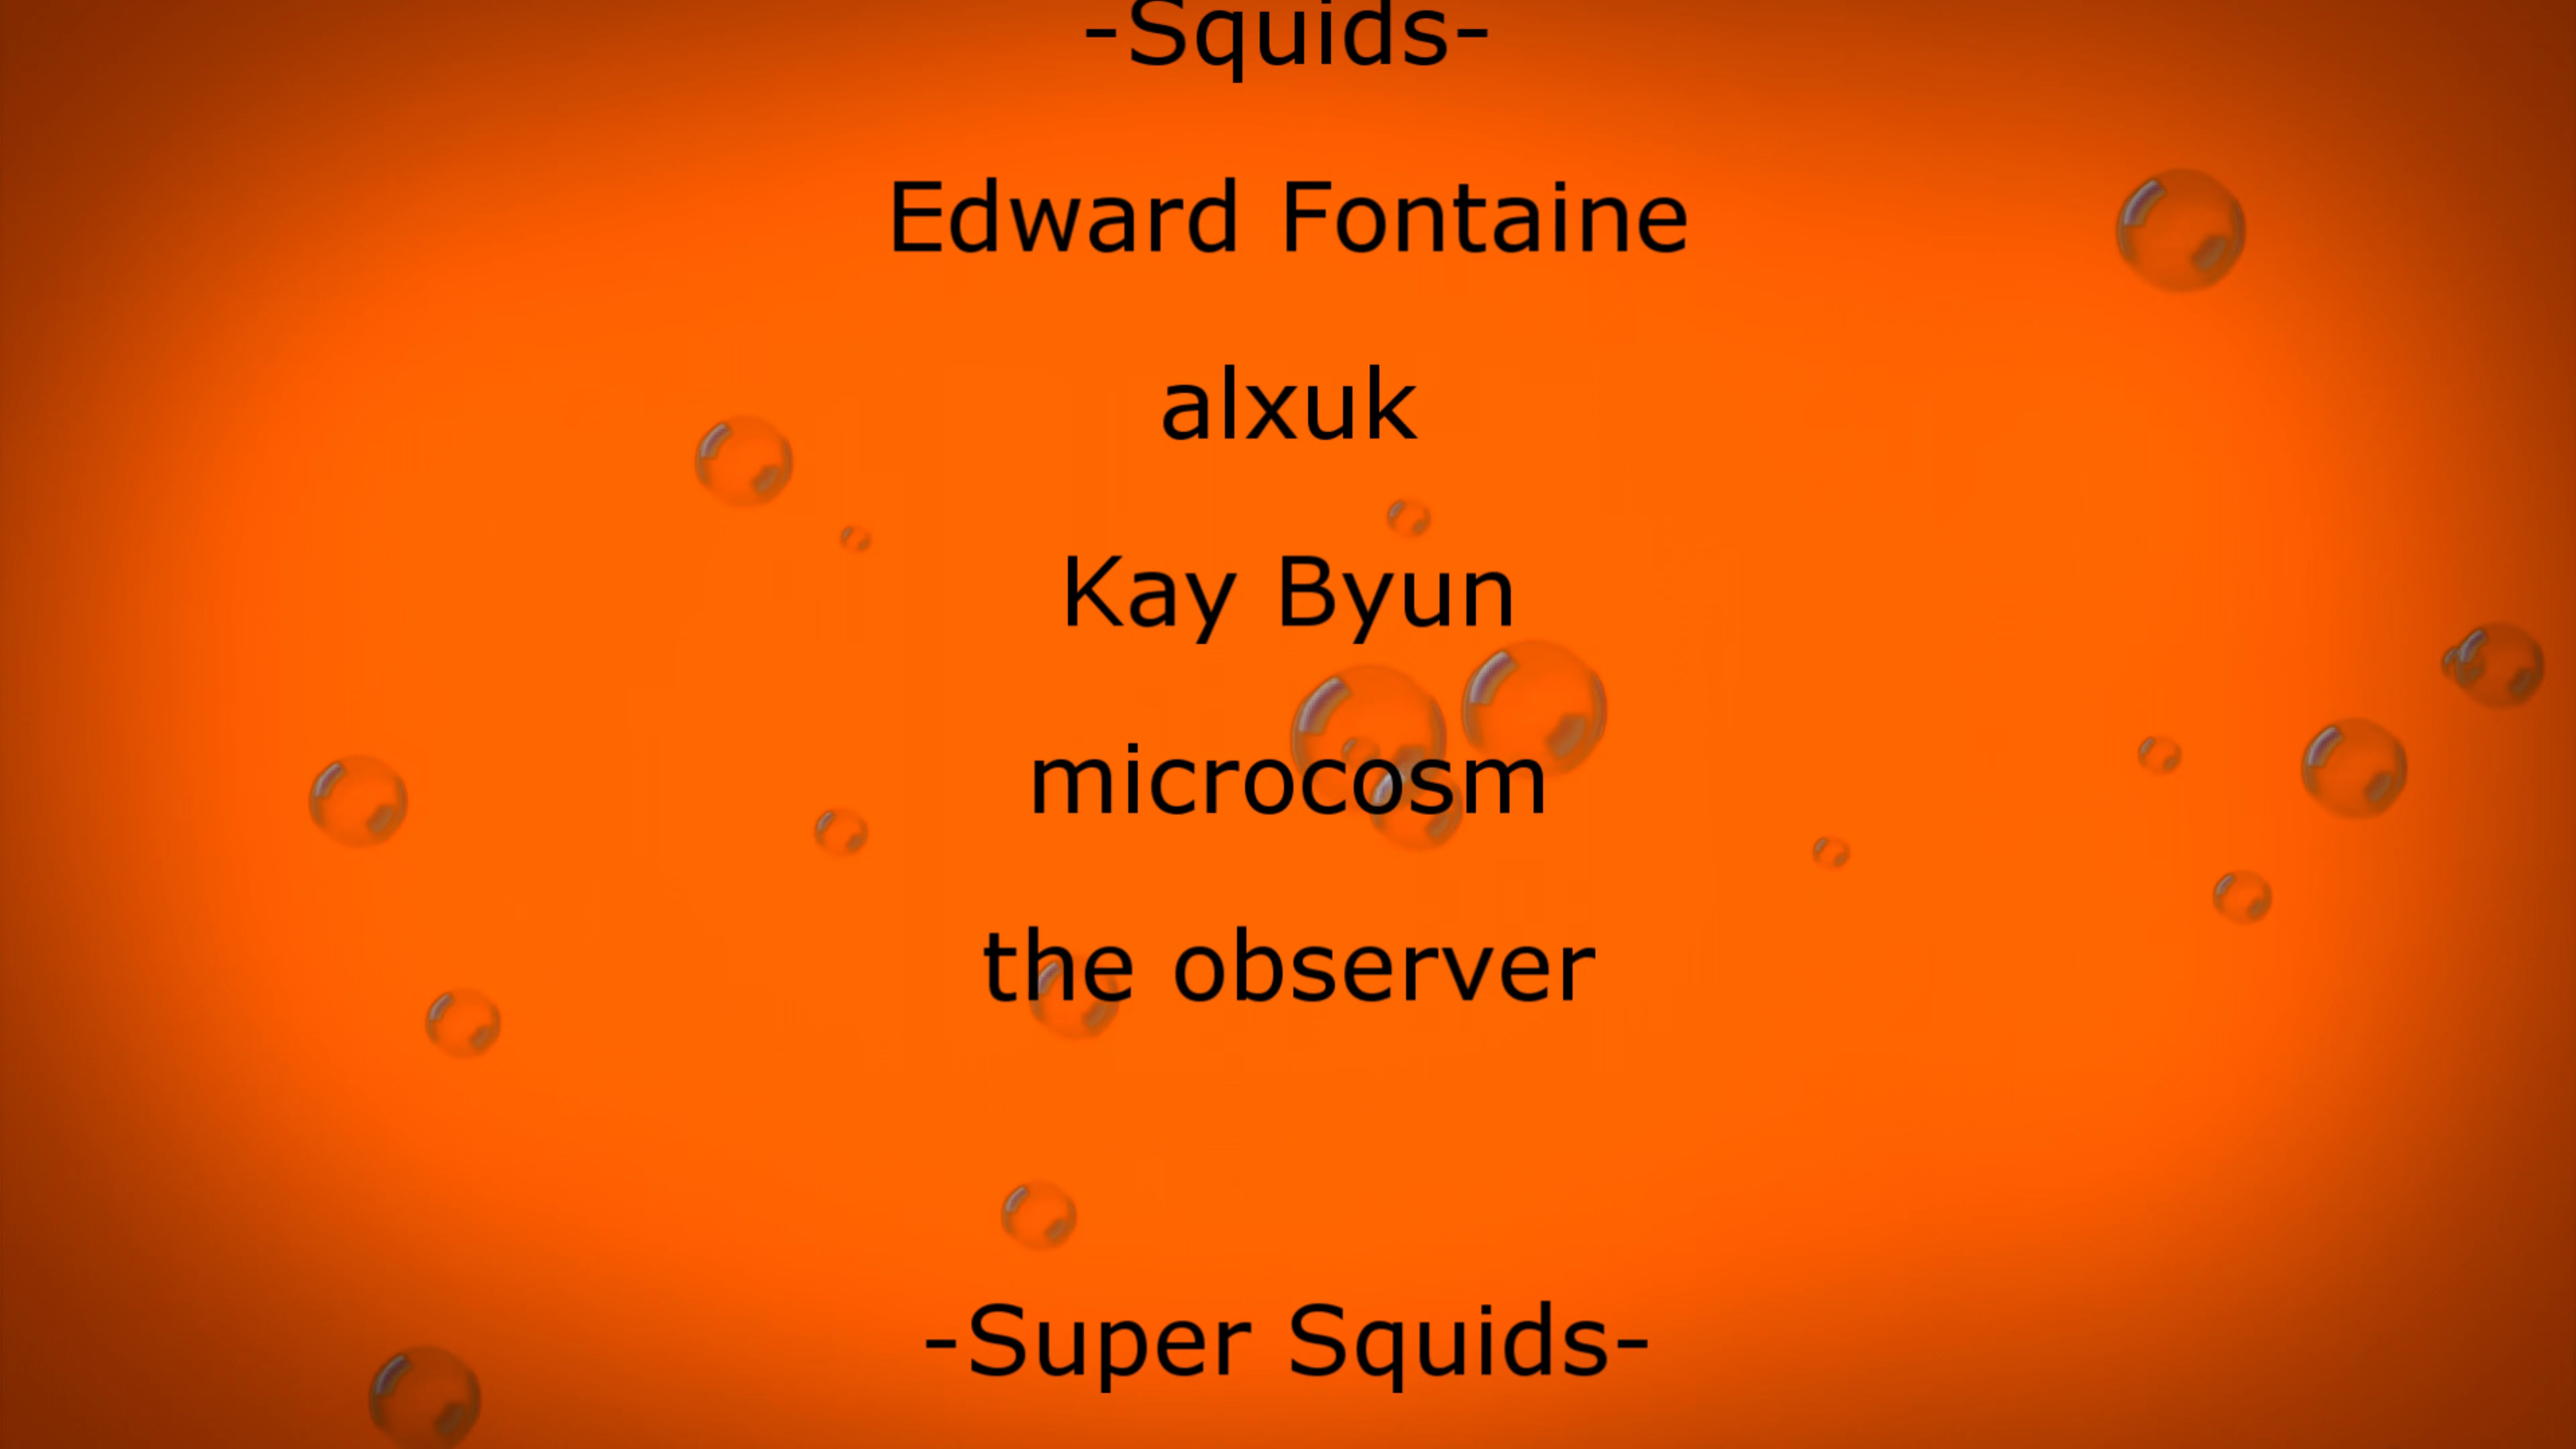 -Squids-
Edward Fontaine
alxuk
Kay Byun
microcosm
the observer
-Super Squids-